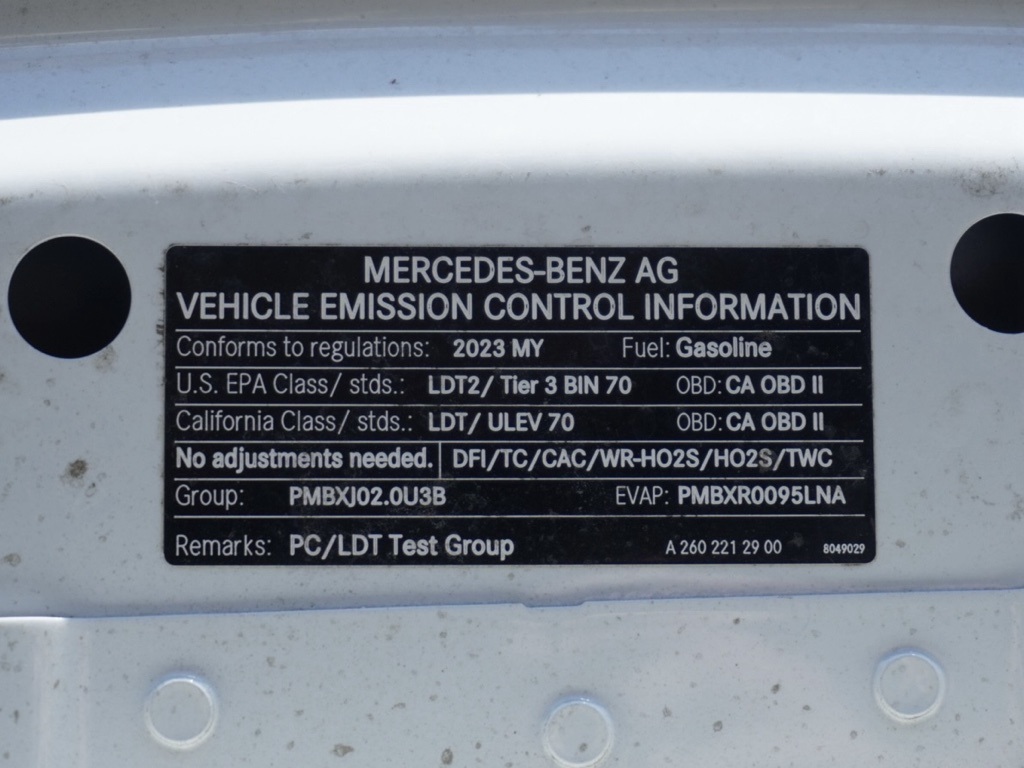 MERCEDES-BENZ AG
VEHICLE EMISSION CONTROL INFORMATION
Conforms to regulations: 2023 MY Fuel: Gasoline
U.S. EPA Class/ stds.: LDT2/ Tier 3 BIN 70 OBD: CA OBD II
California Class/ stds.: LDT/ ULEV 70 OBD: CA OBD II
No adjustments needed. DFI/TC/CAC/WR-HO2S/HO2S/TWC
Group: PMBXJ02.0U3B EVAP: PMBXR0095LNA
Remarks: PC/LDT Test Group A 260 221 29 00 8049029